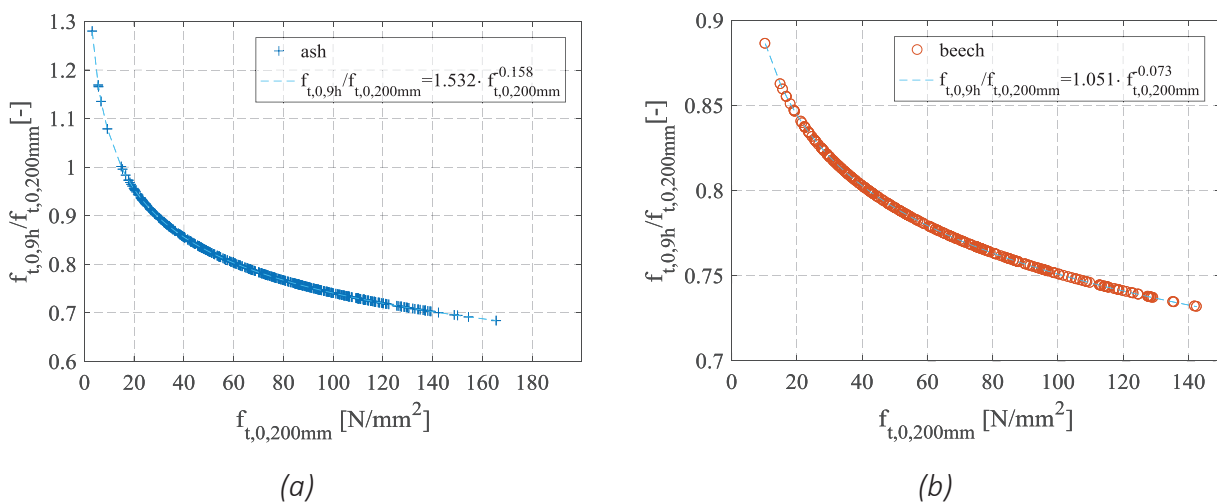 1.3
1.2
1.1
1
0.9
0.8
0.7
0.6
f_{t,0,9h}/f_{t,0,200mm}[-]
ash
f_{t,0,9h}/f_{t,0,200mm}=1.532· f_{t,0,200mm}^{-0.158}
0 20 40 60 80 100 120 140 160 180
f_{t,0,200mm} [N/mm²]
(a)
0.9
0.85
0.8
0.75
0.7
f_{t,0,9h}/f_{t,0,200mm}[-]
beech
f_{t,0,9h}/f_{t,0,200mm}=1.051· f_{t,0,200mm}^{-0.073}
0 20 40 60 80 100 120 140
f_{t,0,200mm} [N/mm²]
(b)